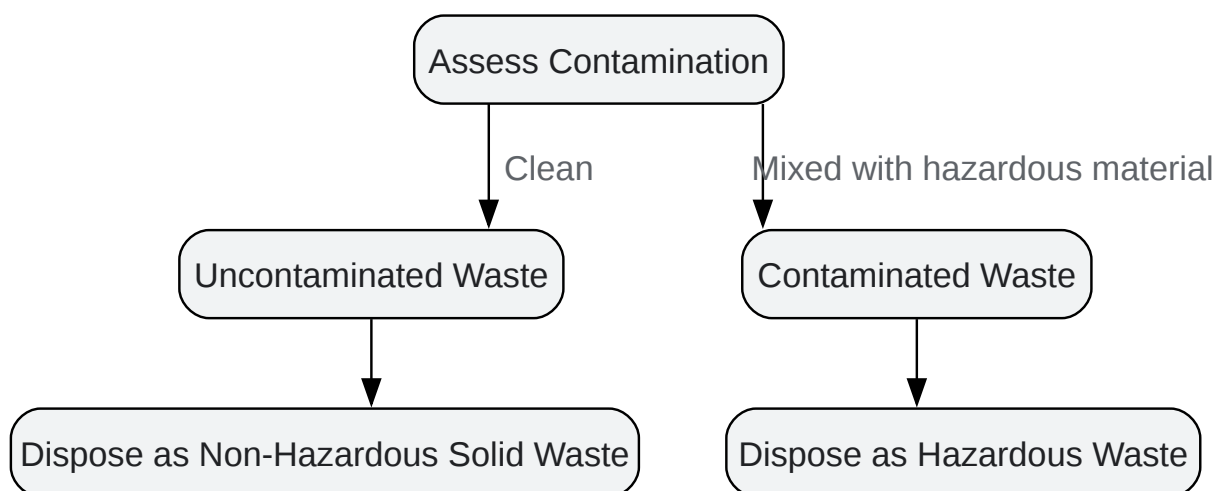 Assess Contamination
Clean
Mixed with hazardous material
Uncontaminated Waste
Contaminated Waste
Dispose as Non-Hazardous Solid Waste
Dispose as Hazardous Waste